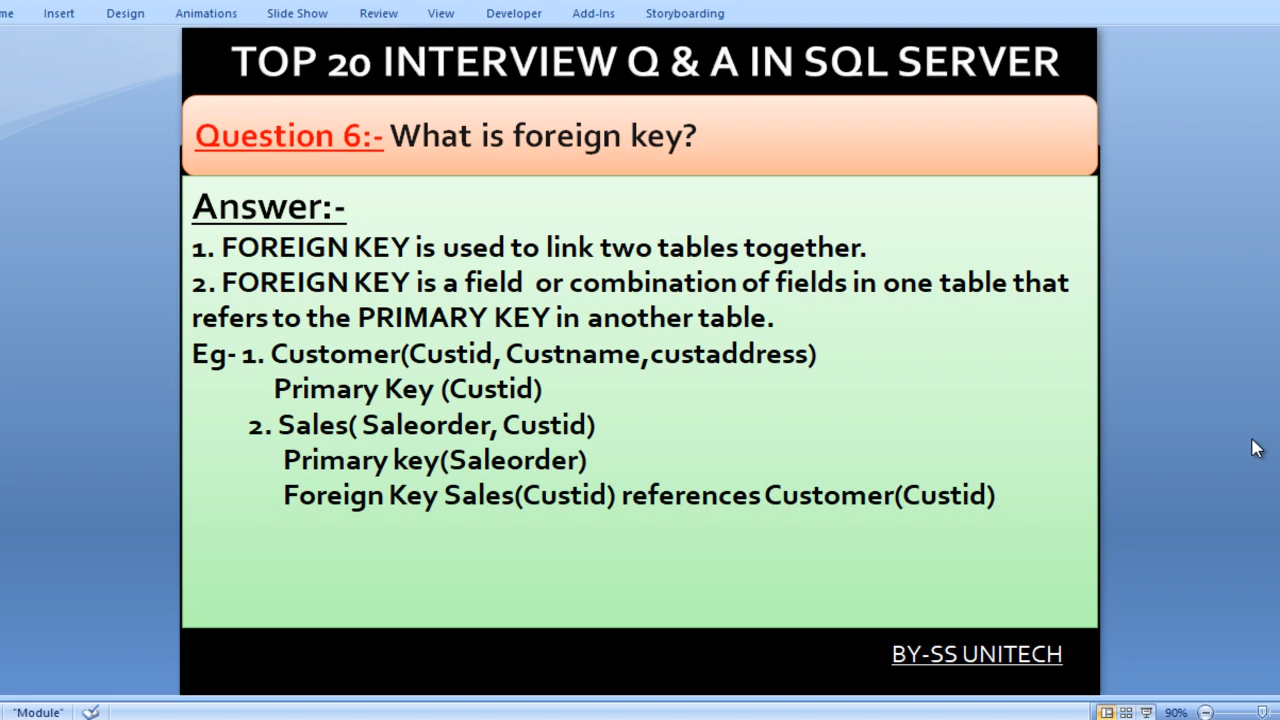 me Insert Design Animations Slide Show Review View Developer Add-Ins Storyboarding
TOP 20 INTERVIEW Q & A IN SQL SERVER
Question 6:- What is foreign key?
Answer:-
1. FOREIGN KEY is used to link two tables together.
2. FOREIGN KEY is a field or combination of fields in one table that
refers to the PRIMARY KEY in another table.
Eg- 1. Customer(Custid, Custname,custaddress)
Primary Key (Custid)
2. Sales( Saleorder, Custid)
Primary key(Saleorder)
Foreign Key Sales(Custid) references Customer(Custid)
BY-SS UNITECH
"Module" 90%